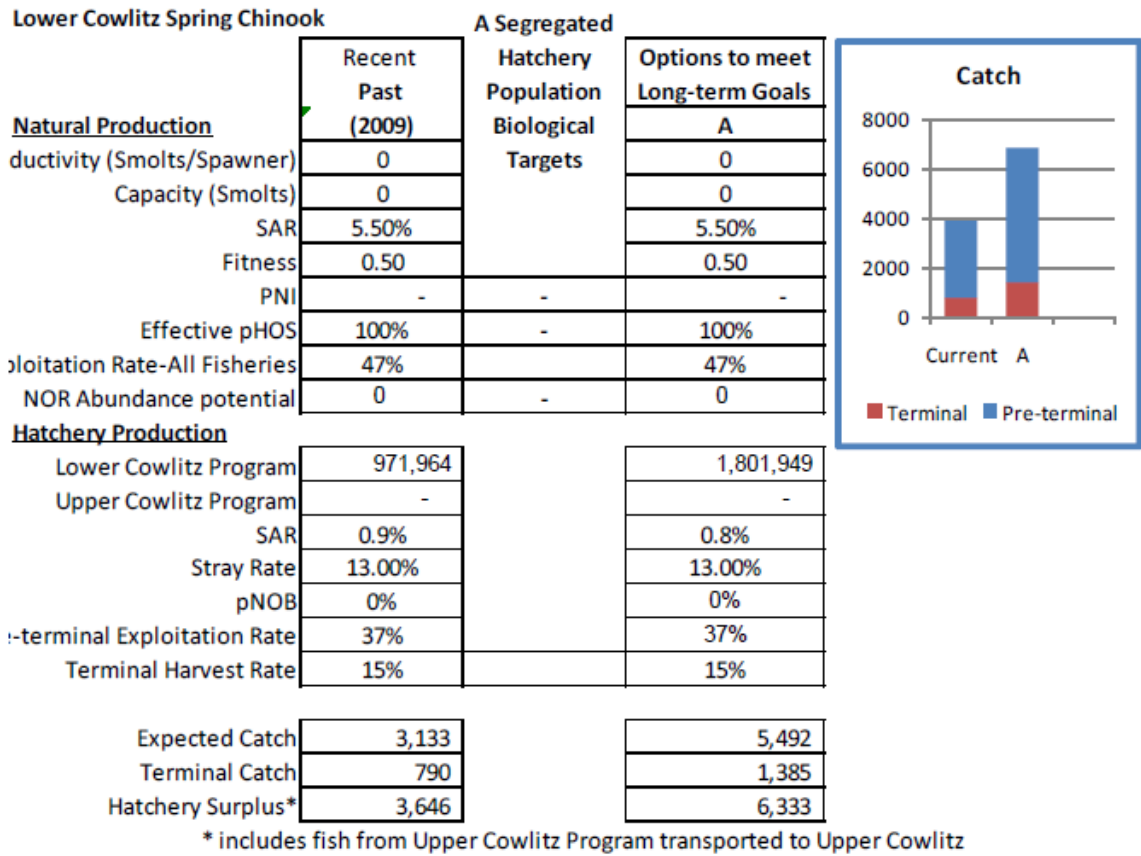 Lower Cowlitz Spring Chinook
Recent Past (2009)
A Segregated Hatchery Population Biological Targets
Options to meet Long-term Goals
Natural Production A
ductivity (Smolts/Spawner) 0 0
Capacity (Smolts) 0 0
SAR 5.50% 5.50%
Fitness 0.50 0.50
PNI - - -
Effective pHOS 100% - 100%
ploitation Rate-All Fisheries 47% 47%
NOR Abundance potential 0 - 0
Hatchery Production
Lower Cowlitz Program 971,964 1,801,949
Upper Cowlitz Program - -
SAR 0.9% 0.8%
Stray Rate 13.00% 13.00%
pNOB 0% 0%
e-terminal Exploitation Rate 37% 37%
Terminal Harvest Rate 15% 15%
Expected Catch 3,133 5,492
Terminal Catch 790 1,385
Hatchery Surplus* 3,646 6,333
* includes fish from Upper Cowlitz Program transported to Upper Cowlitz
Catch
8000
6000
4000
2000
0
Current A
Terminal Pre-terminal